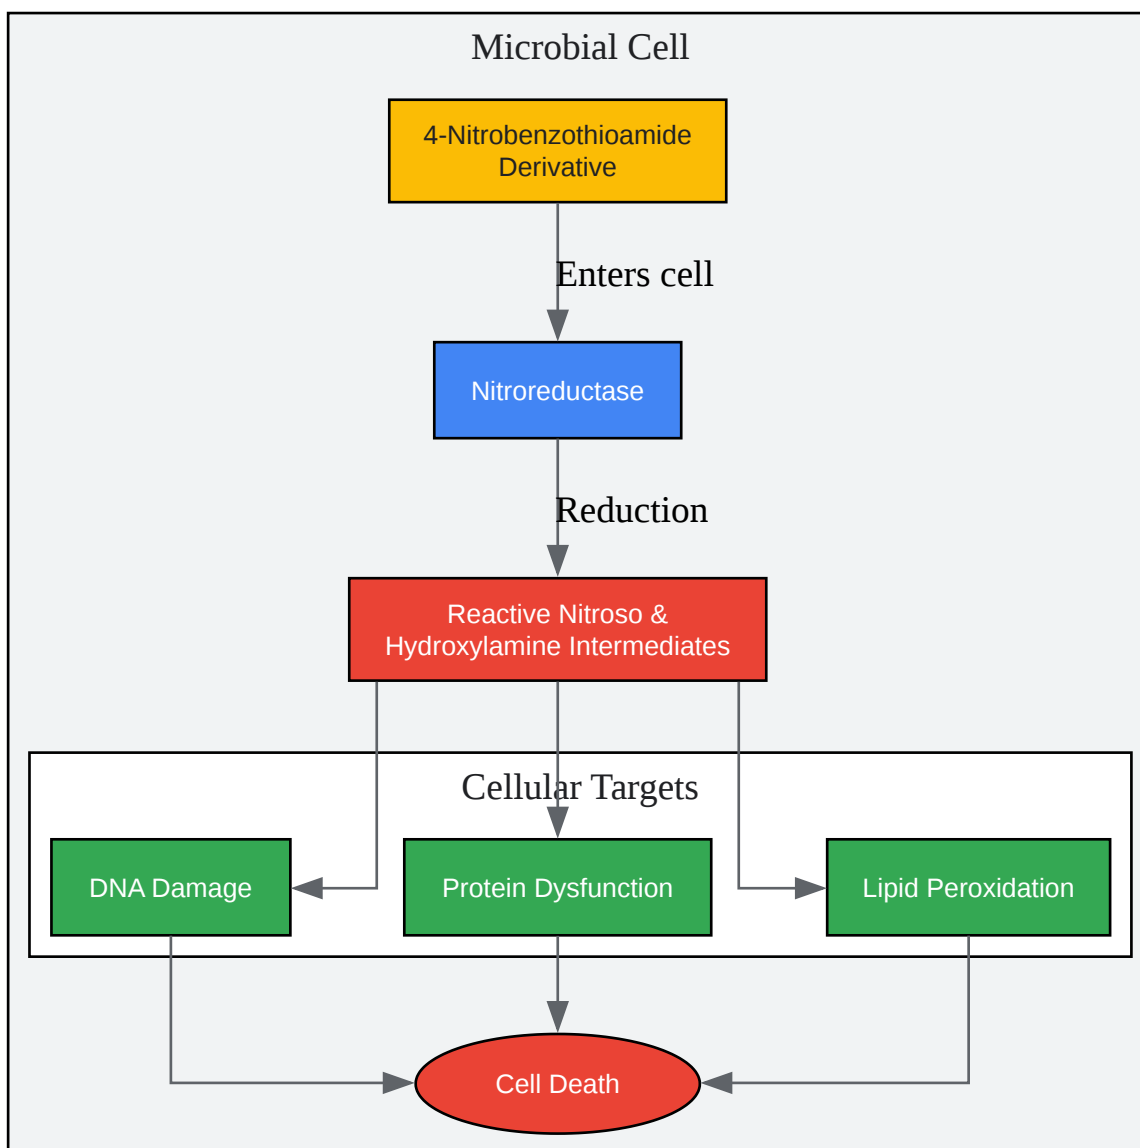 Microbial Cell
4-Nitrobenzothioamide
Derivative
Enters cell
Nitroreductase
Reduction
Reactive Nitroso &
Hydroxylamine Intermediates
Cellular Targets
DNA Damage
Protein Dysfunction
Lipid Peroxidation
Cell Death